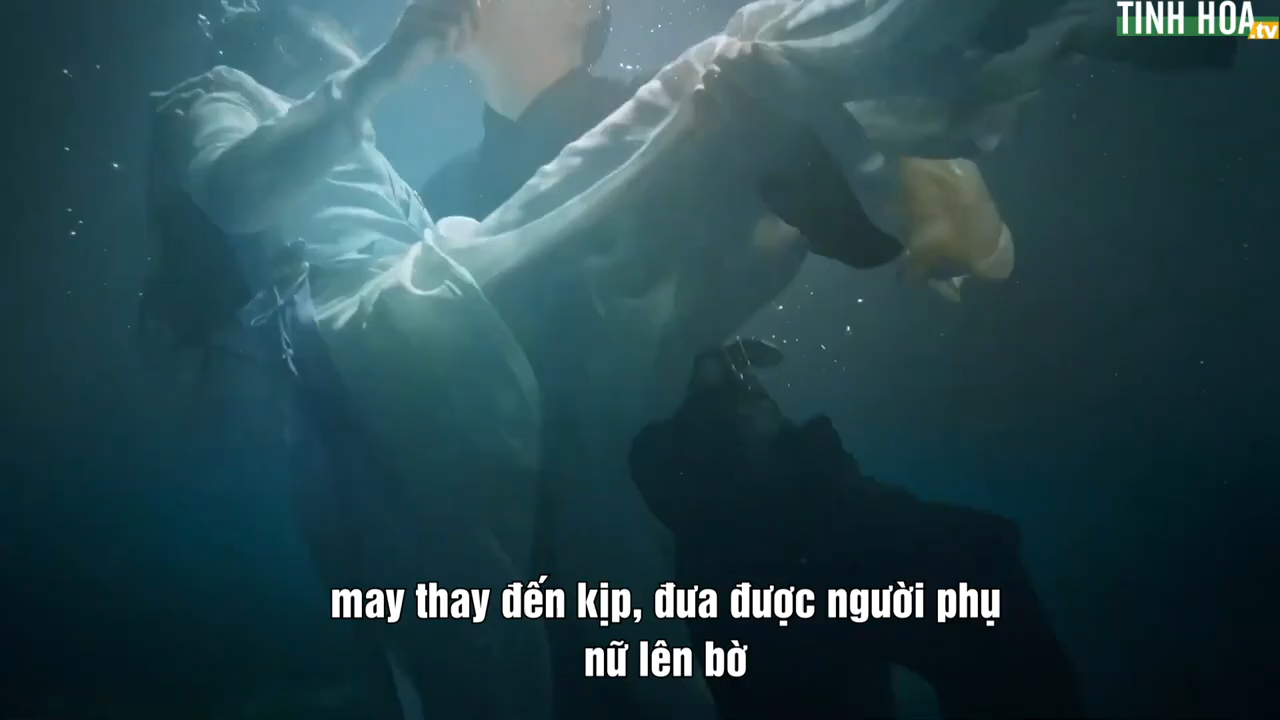 TINH HOA
.tv
may thay đến kịp, đưa được người phụ
nữ lên bờ